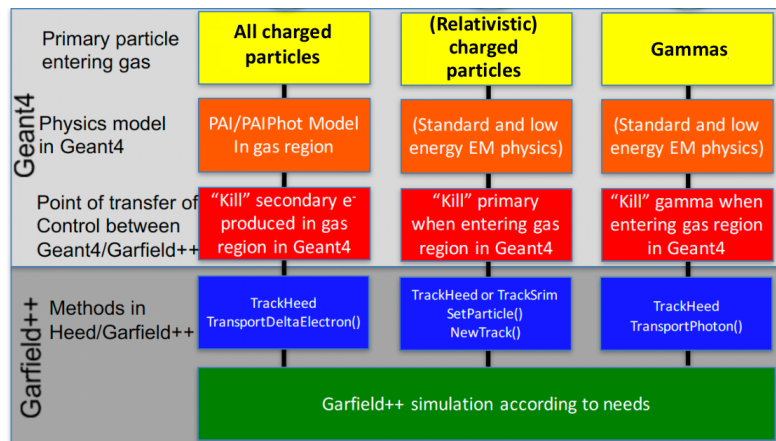 Primary particle
entering gas
All charged
particles
(Relativistic)
charged
particles
Gammas
Geant4
Physics model
in Geant4
PAI/PAIPhot Model
In gas region
(Standard and low
energy EM physics)
(Standard and low
energy EM physics)
Point of transfer of
Control between
Geant4/Garfield++
“Kill” secondary e-
produced in gas
region in Geant4
“Kill” primary
when entering gas
region in Geant4
“Kill” gamma when
entering gas region
in Geant4
Garfield++
Methods in
Heed/Garfield++
TrackHeed
TransportDeltaElectron()
TrackHeed or TrackSrim
SetParticle()
NewTrack()
TrackHeed
TransportPhoton()
Garfield++ simulation according to needs